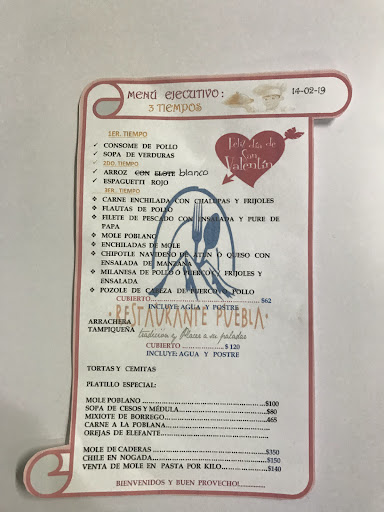 MENÚ EJECUTIVO:
3 TIEMPOS
14-02-19
1ER. TIEMPO
✓ CONSOME DE POLLO
✓ SOPA DE VERDURAS
2DO. TIEMPO
✓ ARROZ CON ELOTE blanco
✓ ESPAGUETTI ROJO
Feliz día de
San
Valentín
3ER.. TIEMPO
❖ CARNE ENCHILADA CON CHALUPAS Y FRIJOLES
❖ FLAUTAS DE POLLO
❖ FILETE DE PESCADO CON ENSALADA Y PURE DE
PAPA
❖ MOLE POBLANO
❖ ENCHILADAS DE MOLE
❖ CHIPOTLE NAVIDEÑO DE ATUN O QUESO CON
ENSALADA DE MANZANA
❖ MILANESA DE POLLO O PUERCO Y FRIJOLES Y
ENSALADA
❖ POZOLE DE CABEZA DE PUERCO Y POLLO
CUBIERTO............................$62
INCLUYE: AGUA Y POSTRE
• RESTAURANTE PUEBLA •
tradición y placer a su paladar
ARRACHERA
TAMPIQUEÑA
CUBIERTO ................$ 120
INCLUYE: AGUA Y POSTRE
TORTAS Y CEMITAS
PLATILLO ESPECIAL:
MOLE POBLANO ........................................$100
SOPA DE CESOS Y MÉDULA............................$80
MIXIOTE DE BORREGO..................................$65
CARNE A LA POBLANA..................................
OREJAS DE ELEFANTE..................................
MOLE DE CADERAS ....................................$350
CHILE EN NOGADA.....................................$150
VENTA DE MOLE EN PASTA POR KILO....................$140
BIENVENIDOS Y BUEN PROVECHO!.............